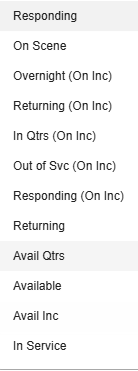 Responding
On Scene
Overnight (On Inc)
Returning (On Inc)
In Qtrs (On Inc)
Out of Svc (On Inc)
Responding (On Inc)
Returning
Avail Qtrs
Available
Avail Inc
In Service